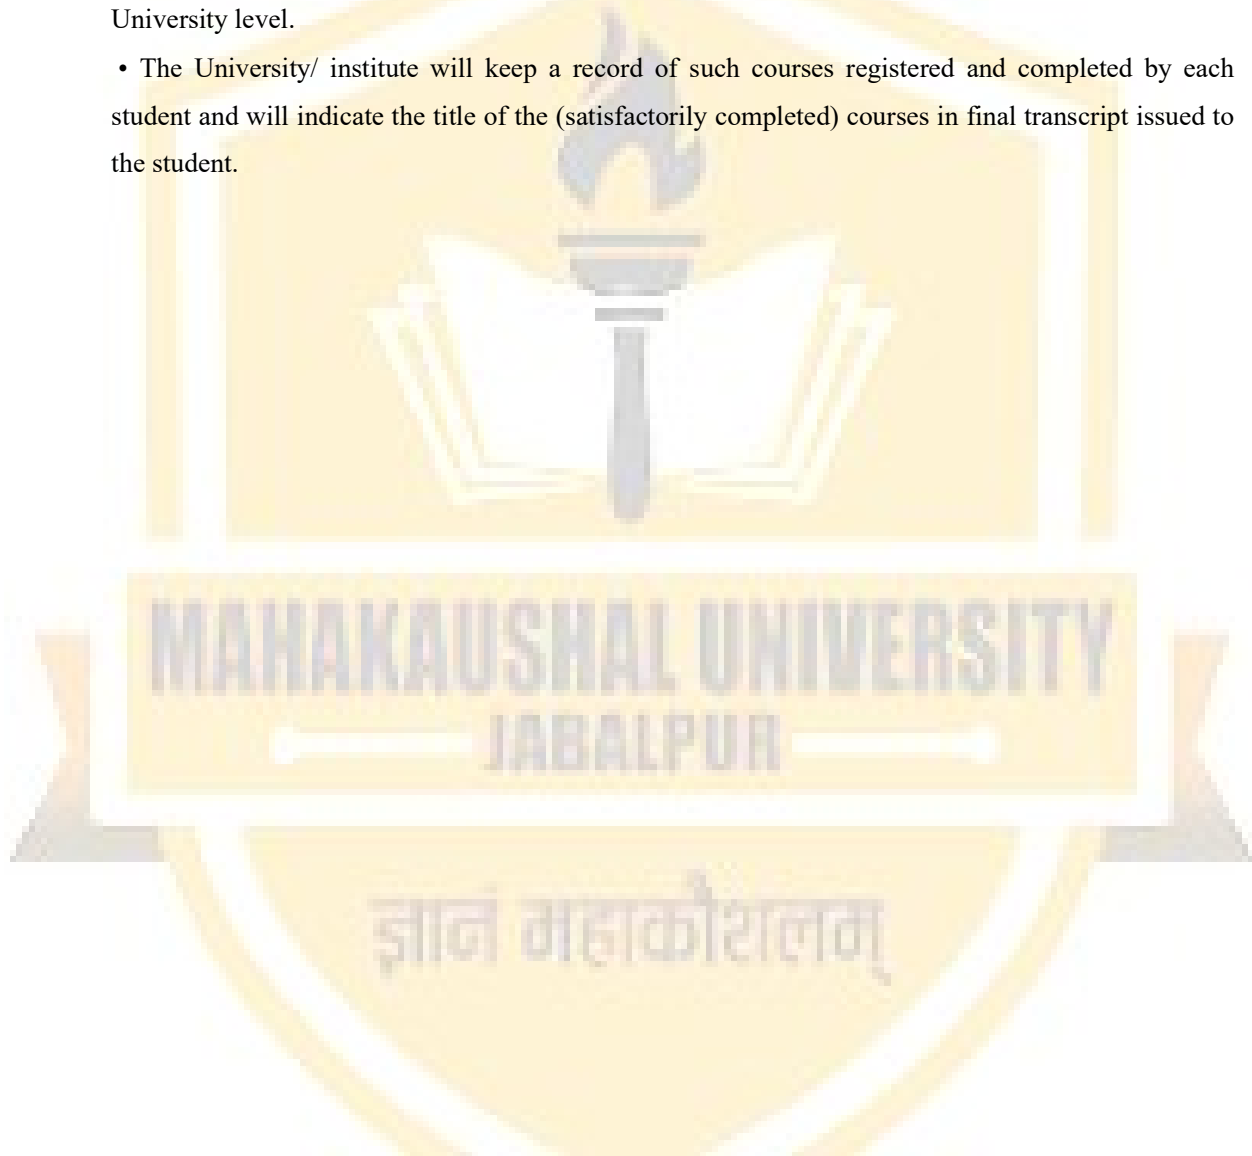 University level.
• The University/ institute will keep a record of such courses registered and completed by each
student and will indicate the title of the (satisfactorily completed) courses in final transcript issued to
the student.
MAHAKAUSHAL UNIVERSITY
JABALPUR
ज्ञानं महाकौशलम्